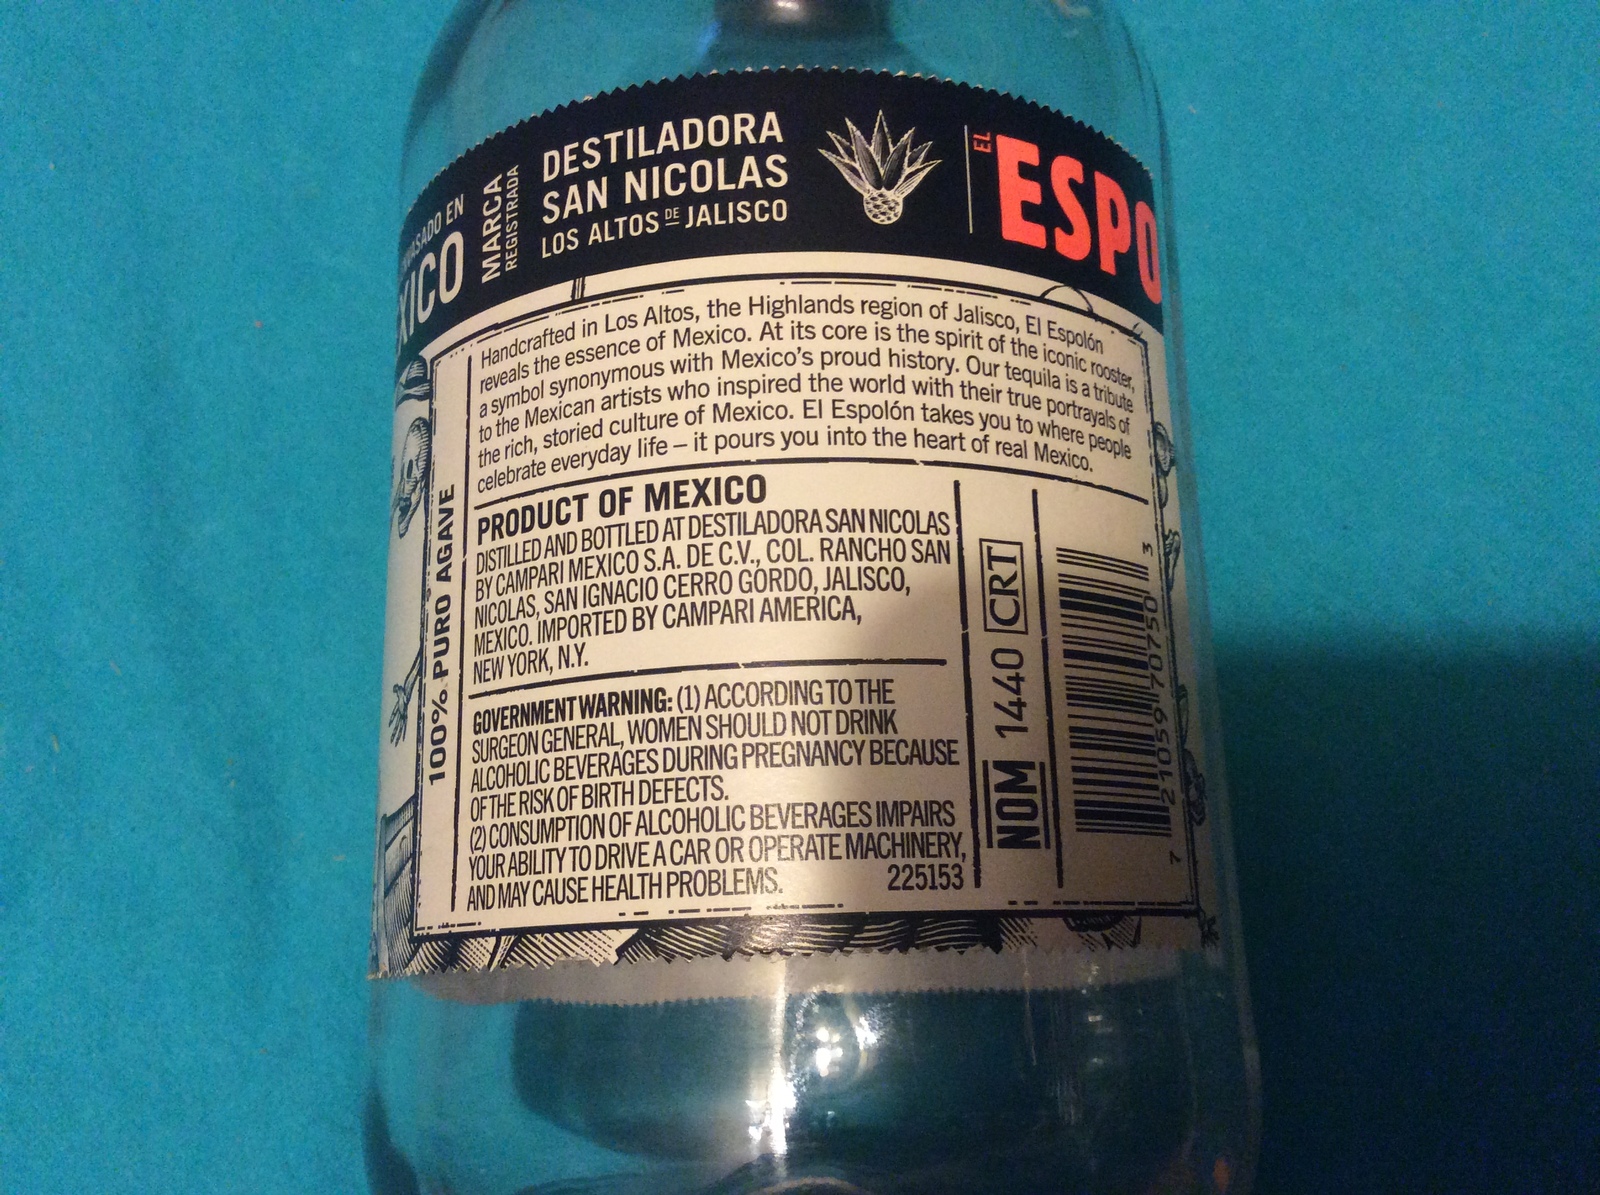 ENVASADO EN
XICO
MARCA
REGISTRADA
DESTILADORA
SAN NICOLAS
LOS ALTOS DE JALISCO
EL
ESPO
Handcrafted in Los Altos, the Highlands region of Jalisco, El Espolón
reveals the essence of Mexico. At its core is the spirit of the iconic rooster,
a symbol synonymous with Mexico's proud history. Our tequila is a tribute
to the Mexican artists who inspired the world with their true portrayals of
the rich, storied culture of Mexico. El Espolón takes you to where people
celebrate everyday life – it pours you into the heart of real Mexico.
100% PURO AGAVE
PRODUCT OF MEXICO
DISTILLED AND BOTTLED AT DESTILADORA SAN NICOLAS
BY CAMPARI MEXICO S.A. DE C.V., COL. RANCHO SAN
NICOLAS, SAN IGNACIO CERRO GORDO, JALISCO,
MEXICO. IMPORTED BY CAMPARI AMERICA,
NEW YORK, N.Y.
GOVERNMENT WARNING: (1) ACCORDING TO THE
SURGEON GENERAL, WOMEN SHOULD NOT DRINK
ALCOHOLIC BEVERAGES DURING PREGNANCY BECAUSE
OF THE RISK OF BIRTH DEFECTS.
(2) CONSUMPTION OF ALCOHOLIC BEVERAGES IMPAIRS
YOUR ABILITY TO DRIVE A CAR OR OPERATE MACHINERY,
AND MAY CAUSE HEALTH PROBLEMS. 225153
NOM 1440 CRT
7 21059 70750 3